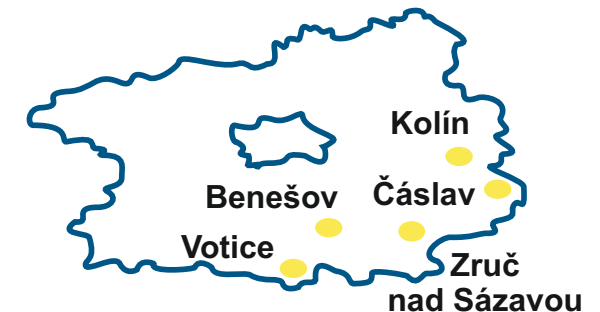 Kolín
Benešov
Čáslav
Votice
Zruč
nad Sázavou